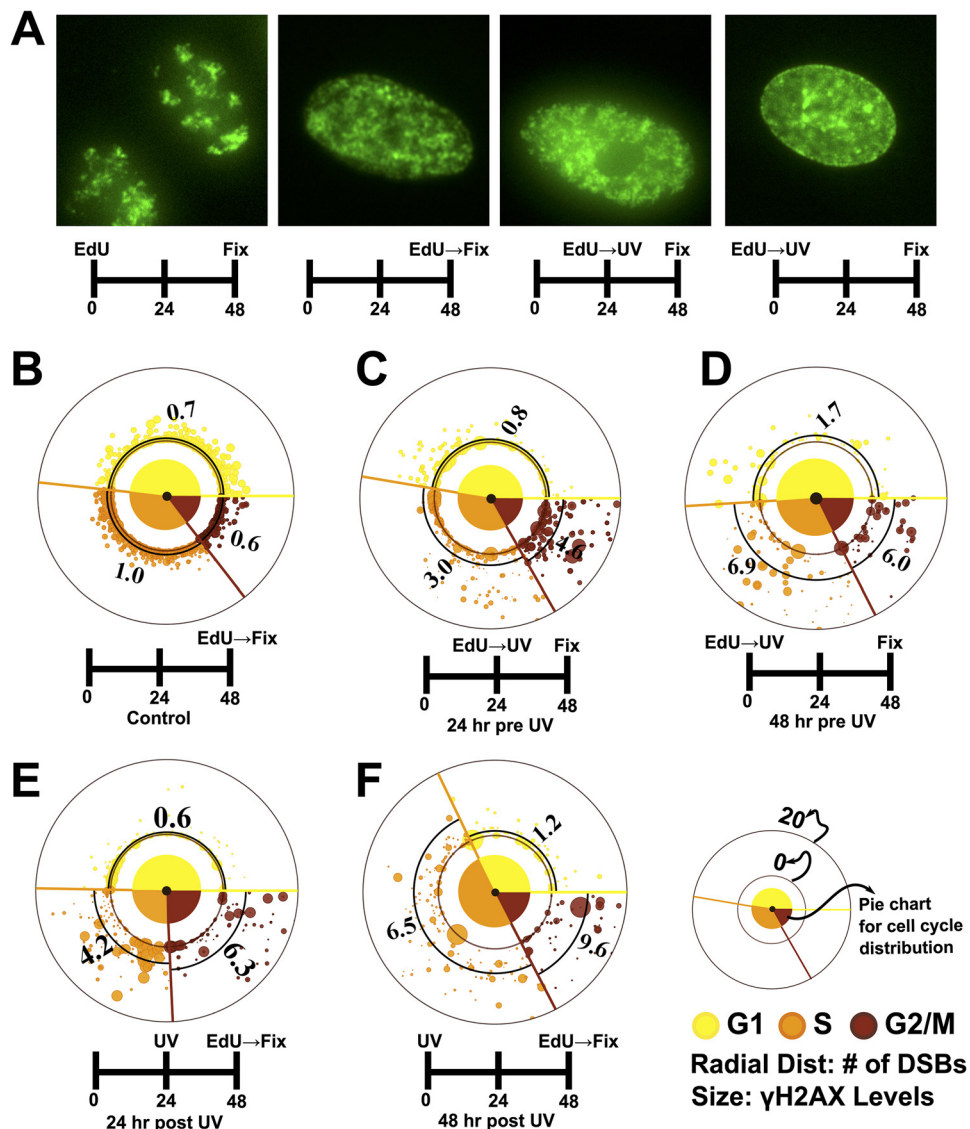 A
EdU Fix
0 24 48
EdU→Fix
0 24 48
EdU→UV Fix
0 24 48
EdU→UV Fix
0 24 48
B
0.7
1.0
0.6
EdU→Fix
0 24 48
Control
C
0.8
3.0
4.6
EdU→UV Fix
0 24 48
24 hr pre UV
D
1.7
6.9
6.0
EdU→UV Fix
0 24 48
48 hr pre UV
E
0.6
4.2
6.3
UV EdU→Fix
0 24 48
24 hr post UV
F
1.2
6.5
9.6
UV EdU→Fix
0 24 48
48 hr post UV
20
0
Pie chart
for cell cycle
distribution
G1 S G2/M
Radial Dist: # of DSBs
Size: γH2AX Levels